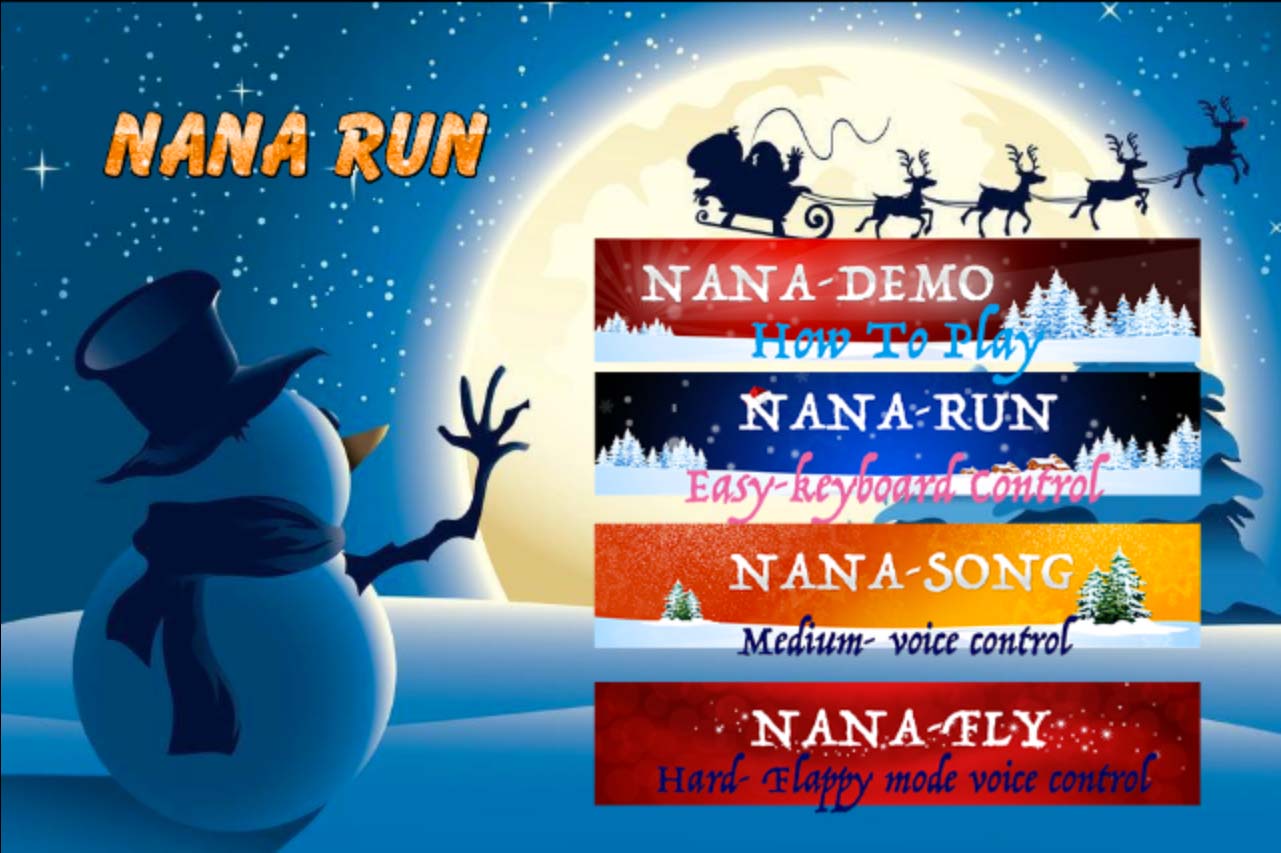 NANA RUN
NANA-DEMO
How To Play
NANA-RUN
Easy-keyboard Control
NANA-SONG
Medium- voice control
NANA-FLY
Hard- Flappy mode voice control